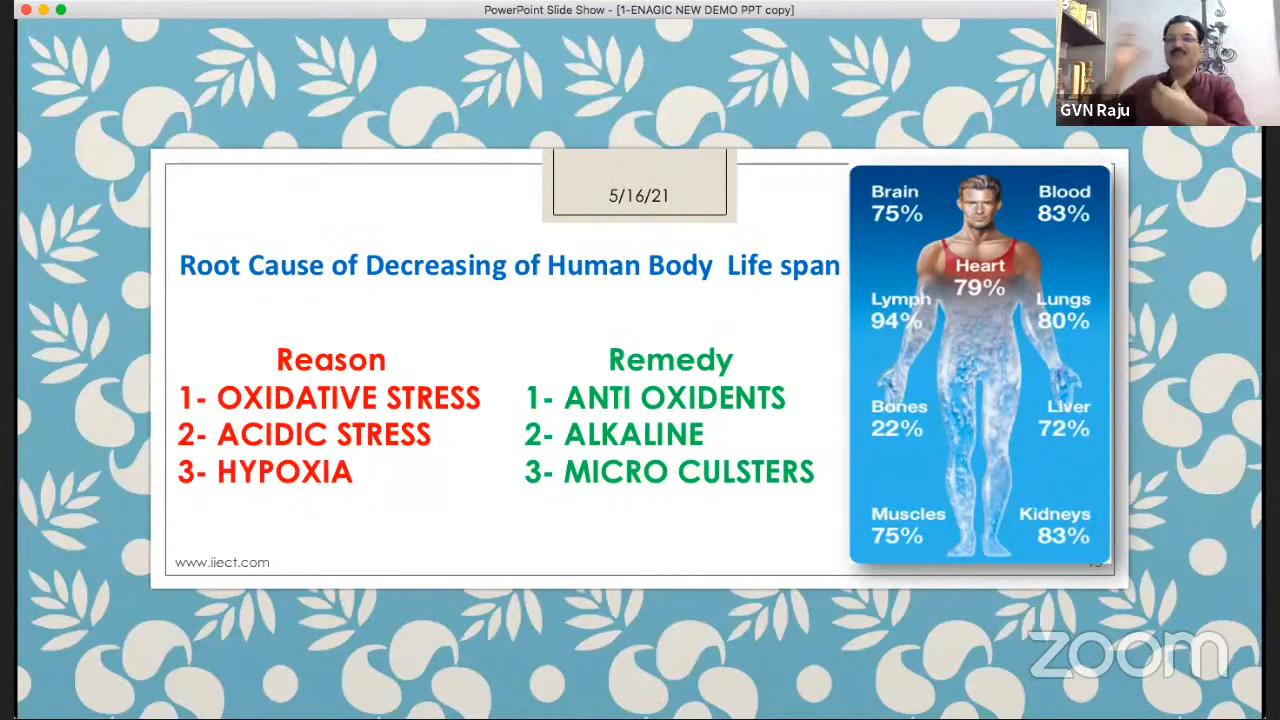 PowerPoint Slide Show - [1-ENAGIC NEW DEMO PPT copy]
GVN Raju
5/16/21
Root Cause of Decreasing of Human Body Life span
Reason
1- OXIDATIVE STRESS
2- ACIDIC STRESS
3- HYPOXIA
Remedy
1- ANTI OXIDENTS
2- ALKALINE
3- MICRO CULSTERS
Brain
75%
Blood
83%
Heart
79%
Lymph
94%
Lungs
80%
Bones
22%
Liver
72%
Muscles
75%
Kidneys
83%
www.iiect.com
zoom